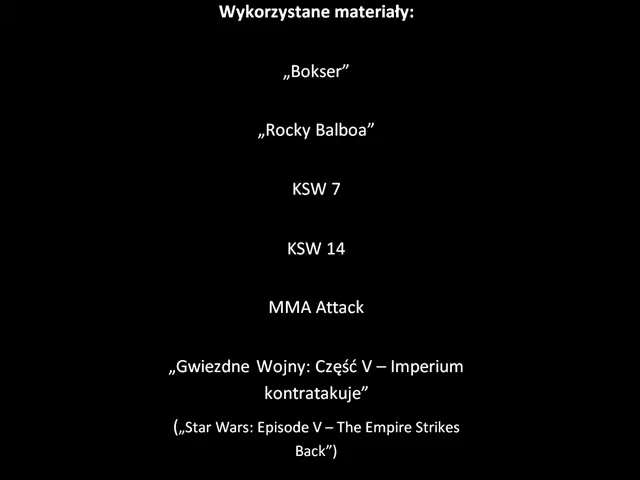 Wykorzystane materiały:
„Bokser”
„Rocky Balboa”
KSW 7
KSW 14
MMA Attack
„Gwiezdne Wojny: Część V – Imperium
kontratakuje”
(„Star Wars: Episode V – The Empire Strikes
Back”)